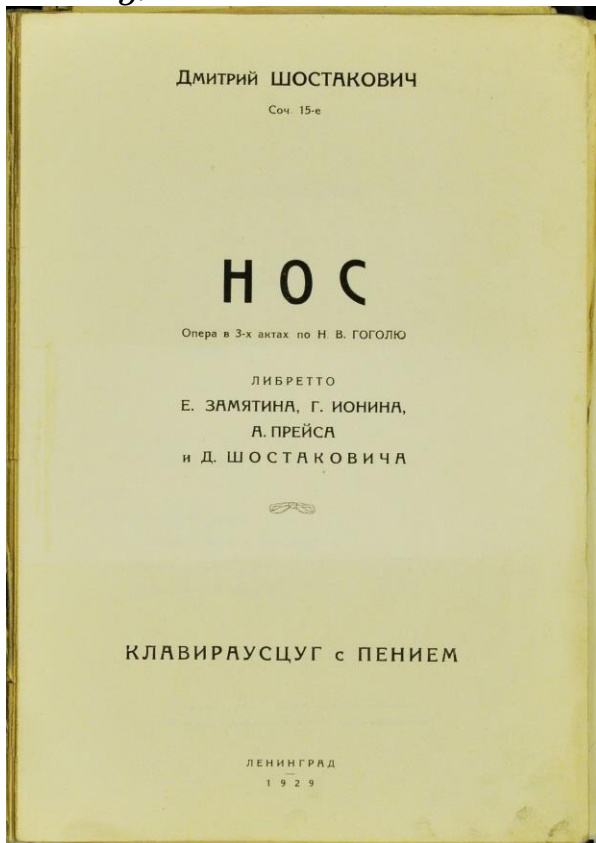 Дмитрий ШОСТАКОВИЧ
Соч. 15-е
НОС
Опера в 3-х актах по Н. В. ГОГОЛЮ
ЛИБРЕТТО
Е. ЗАМЯТИНА, Г. ИОНИНА,
А. ПРЕЙСА
и Д. ШОСТАКОВИЧА
КЛАВИРАУСЦУГ с ПЕНИЕМ
ЛЕНИНГРАД
1929